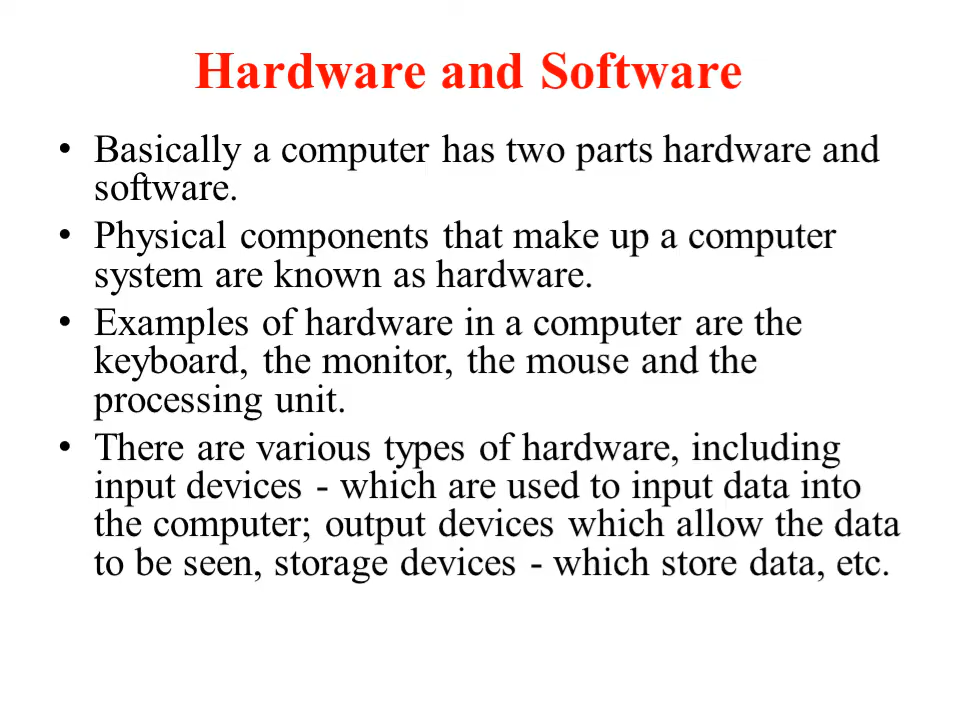 Hardware and Software
• Basically a computer has two parts hardware and
software.
• Physical components that make up a computer
system are known as hardware.
• Examples of hardware in a computer are the
keyboard, the monitor, the mouse and the
processing unit.
• There are various types of hardware, including
input devices - which are used to input data into
the computer; output devices which allow the data
to be seen, storage devices - which store data, etc.